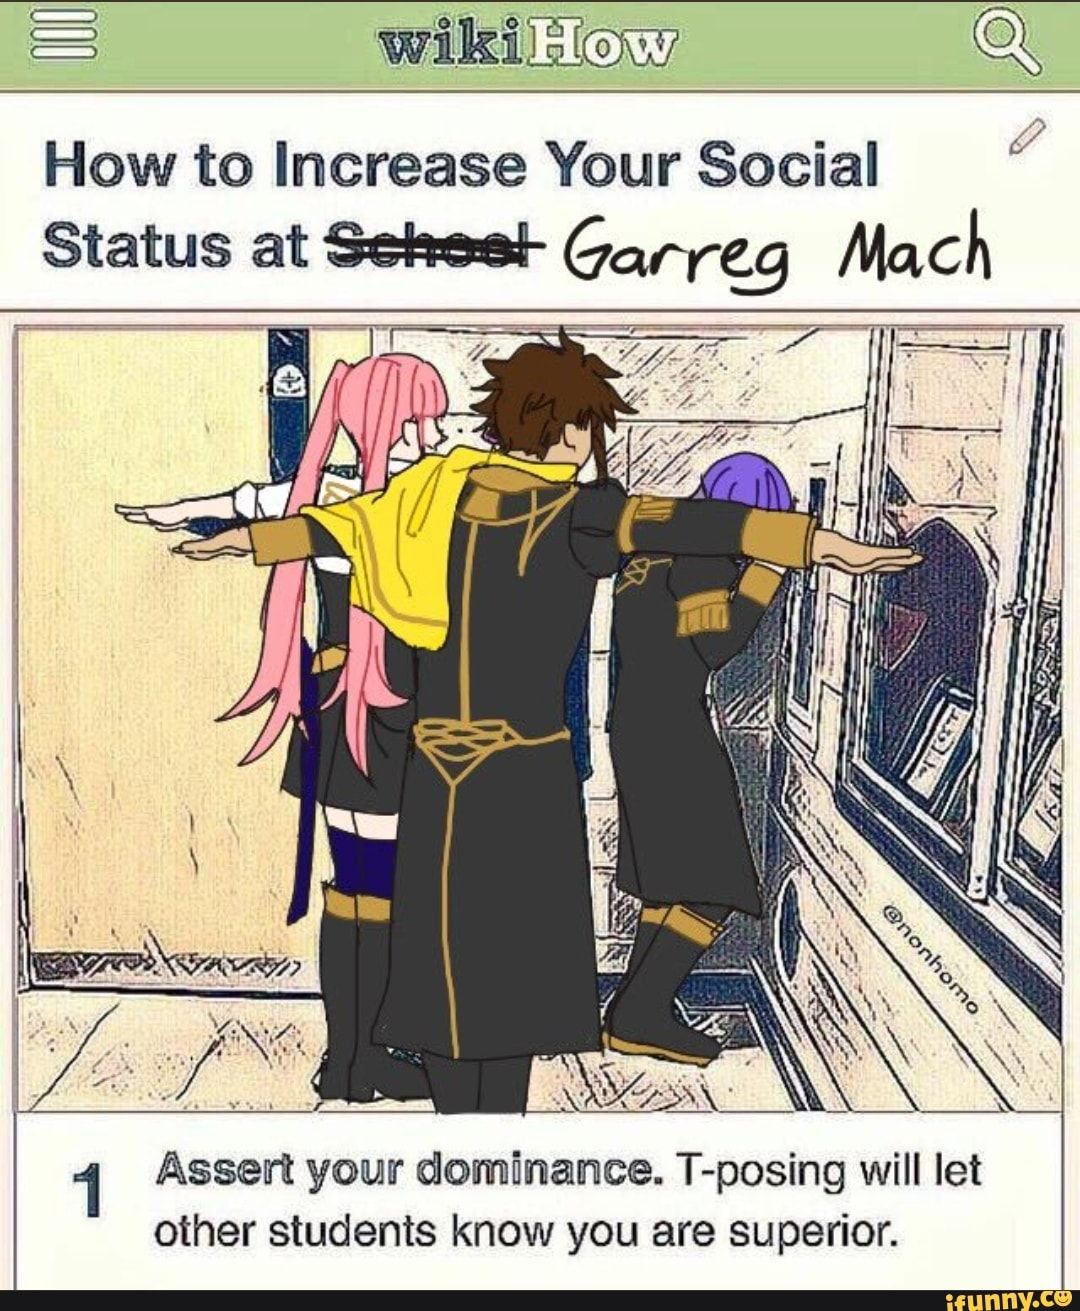 wikiHow
How to Increase Your Social
Status at School Garreg Mach
@nonhomo
1 Assert your dominance. T-posing will let
other students know you are superior.
ifunny.co